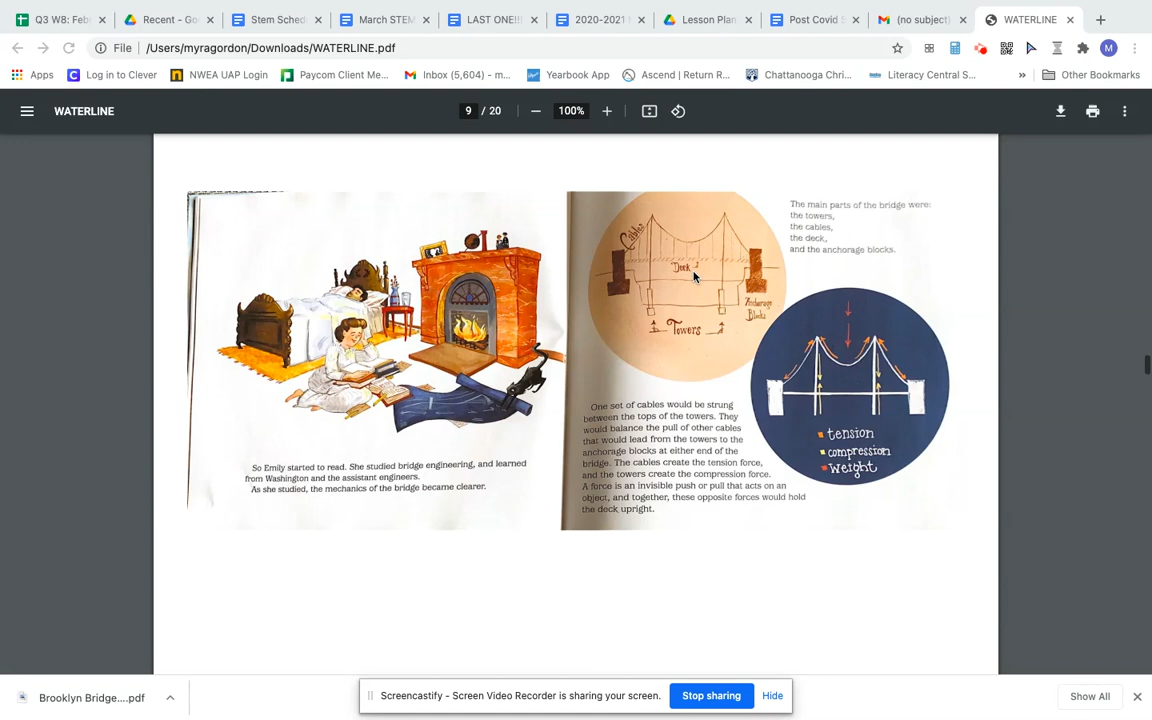 Q3 W8: Feb
Recent - Go
Stem Sched
March STEM
LAST ONE!!!
2020-2021
Lesson Plan
Post Covid S
(no subject)
WATERLINE
File /Users/myragordon/Downloads/WATERLINE.pdf
M
Apps
Log in to Clever
NWEA UAP Login
Paycom Client Me...
Inbox (5,604) – m...
Yearbook App
Ascend | Return R...
Chattanooga Chri...
Literacy Central S...
Other Bookmarks
WATERLINE
9 / 20
100%
So Emily started to read. She studied bridge engineering, and learned
from Washington and the assistant engineers.
As she studied, the mechanics of the bridge became clearer.
Cables
Deck
Towers
Anchorage
Blocks
The main parts of the bridge were:
the towers,
the cables,
the deck,
and the anchorage blocks.
One set of cables would be strung
between the tops of the towers. They
would balance the pull of other cables
that would lead from the towers to the
anchorage blocks at either end of the
bridge. The cables create the tension force,
and the towers create the compression force.
A force is an invisible push or pull that acts on an
object, and together, these opposite forces would hold
the deck upright.
tension
compression
weight
Brooklyn Bridge....pdf
Screencastify - Screen Video Recorder is sharing your screen.
Stop sharing
Hide
Show All